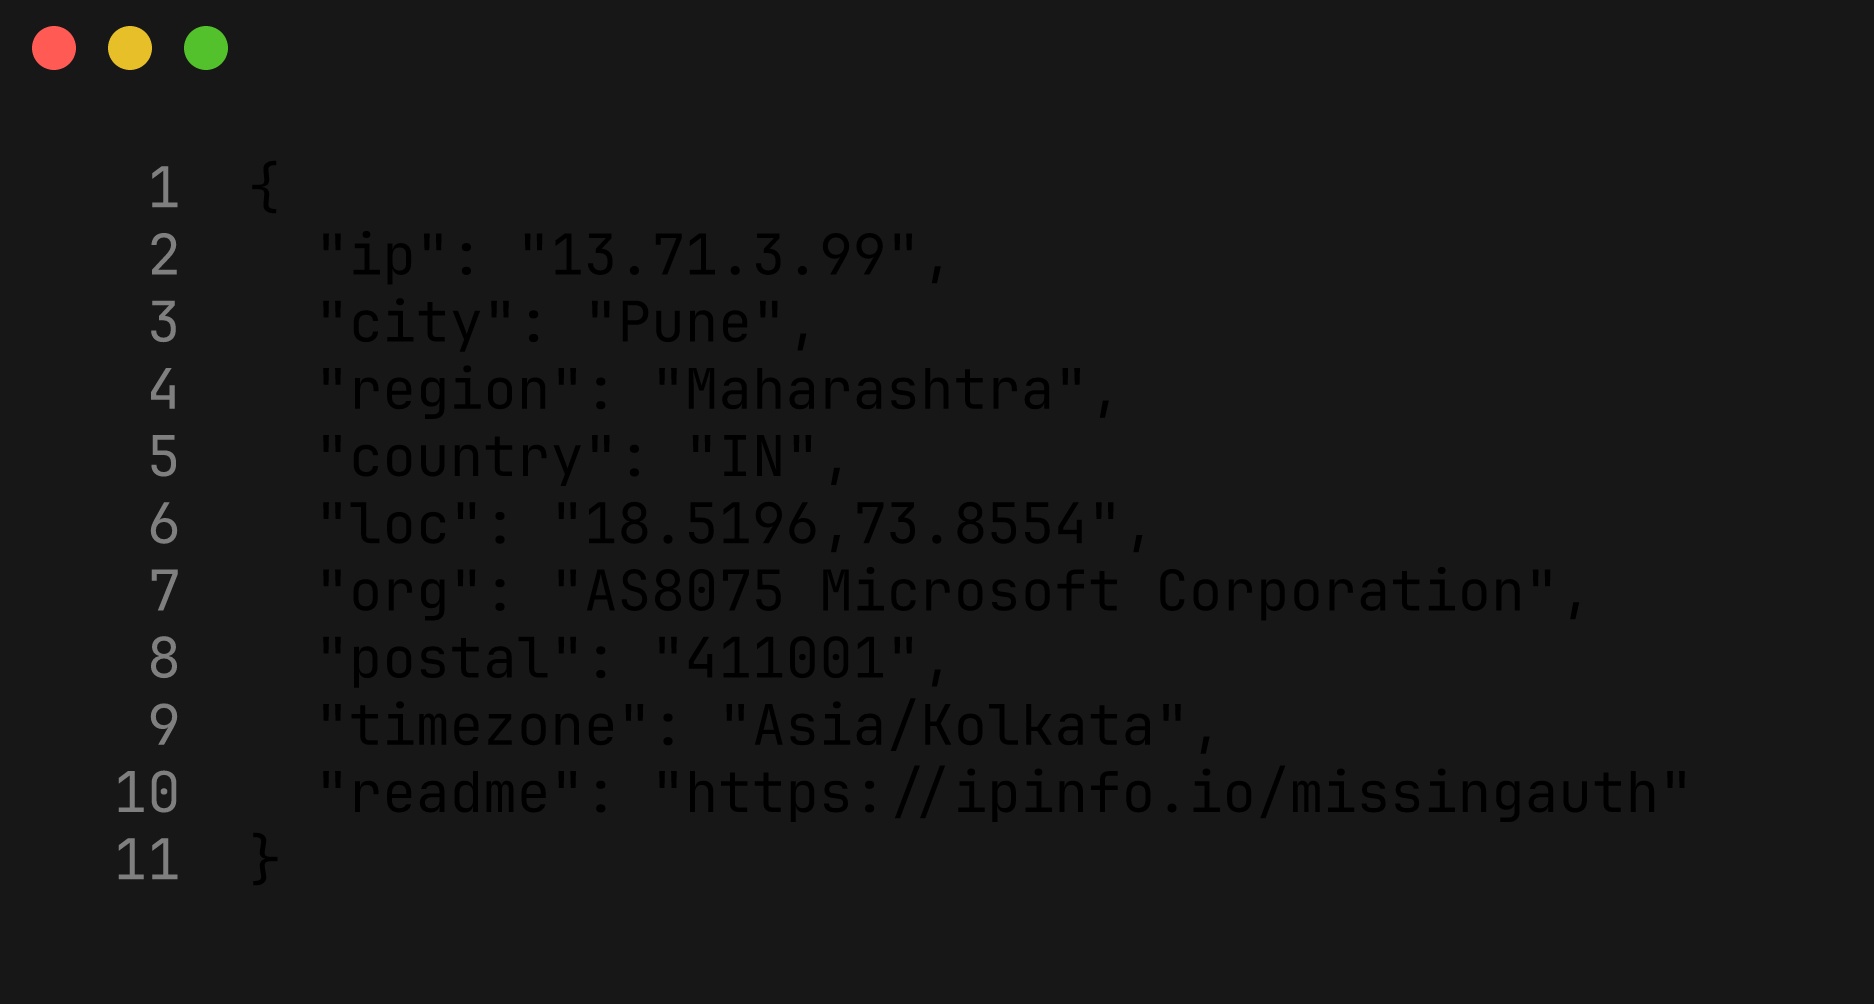 1 {
2   "ip": "13.71.3.99",
3   "city": "Pune",
4   "region": "Maharashtra",
5   "country": "IN",
6   "loc": "18.5196,73.8554",
7   "org": "AS8075 Microsoft Corporation",
8   "postal": "411001",
9   "timezone": "Asia/Kolkata",
10   "readme": "https://ipinfo.io/missingauth"
11 }